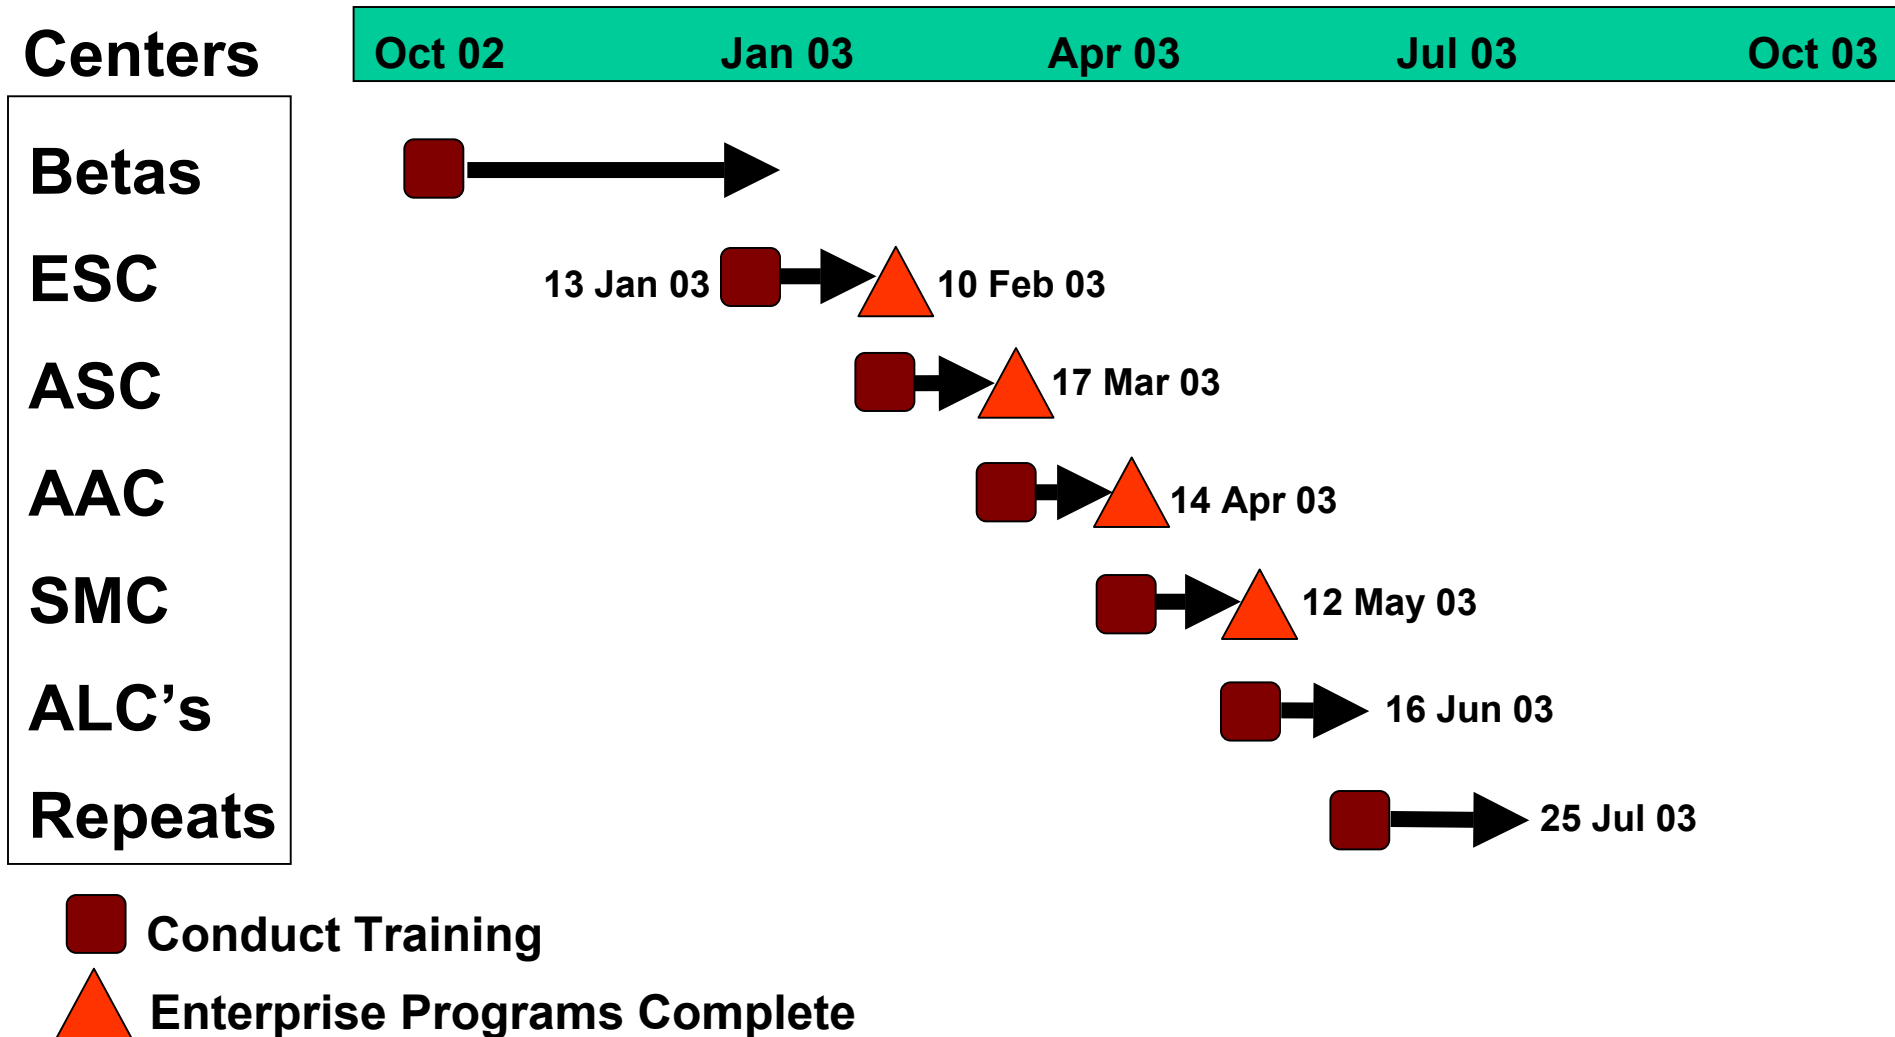 Centers
Oct 02 Jan 03 Apr 03 Jul 03 Oct 03
Betas
ESC
13 Jan 03 10 Feb 03
ASC
17 Mar 03
AAC
14 Apr 03
SMC
12 May 03
ALC’s
16 Jun 03
Repeats
25 Jul 03
Conduct Training
Enterprise Programs Complete